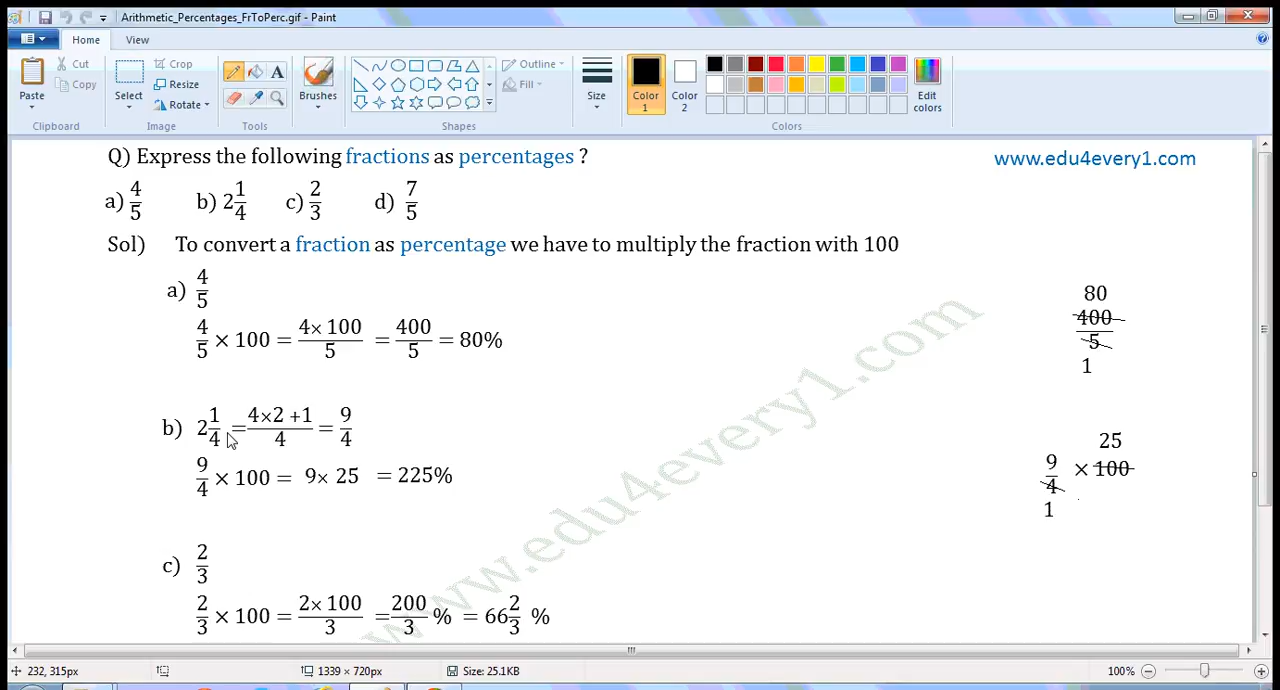 Arithmetic_Percentages_FrToPerc.gif - Paint
Home View
Paste Cut Copy Select Crop Resize Rotate Brushes Outline Fill Size Color 1 Color 2 Edit colors
Clipboard Image Tools Shapes Colors
Q) Express the following fractions as percentages ?
www.edu4every1.com
a) 4/5 b) 2 1/4 c) 2/3 d) 7/5
Sol) To convert a fraction as percentage we have to multiply the fraction with 100
a) 4/5
4/5 × 100 = 4× 100/5 = 400/5 = 80%
80
400/5
1
b) 2 1/4 = 4×2 +1/4 = 9/4
9/4 × 100 = 9× 25 = 225%
25
9/4 × 100
1
c) 2/3
2/3 × 100 = 2× 100/3 = 200/3 % = 66 2/3 %
www.edu4every1.com
232, 315px 1339 × 720px Size: 25.1KB 100%